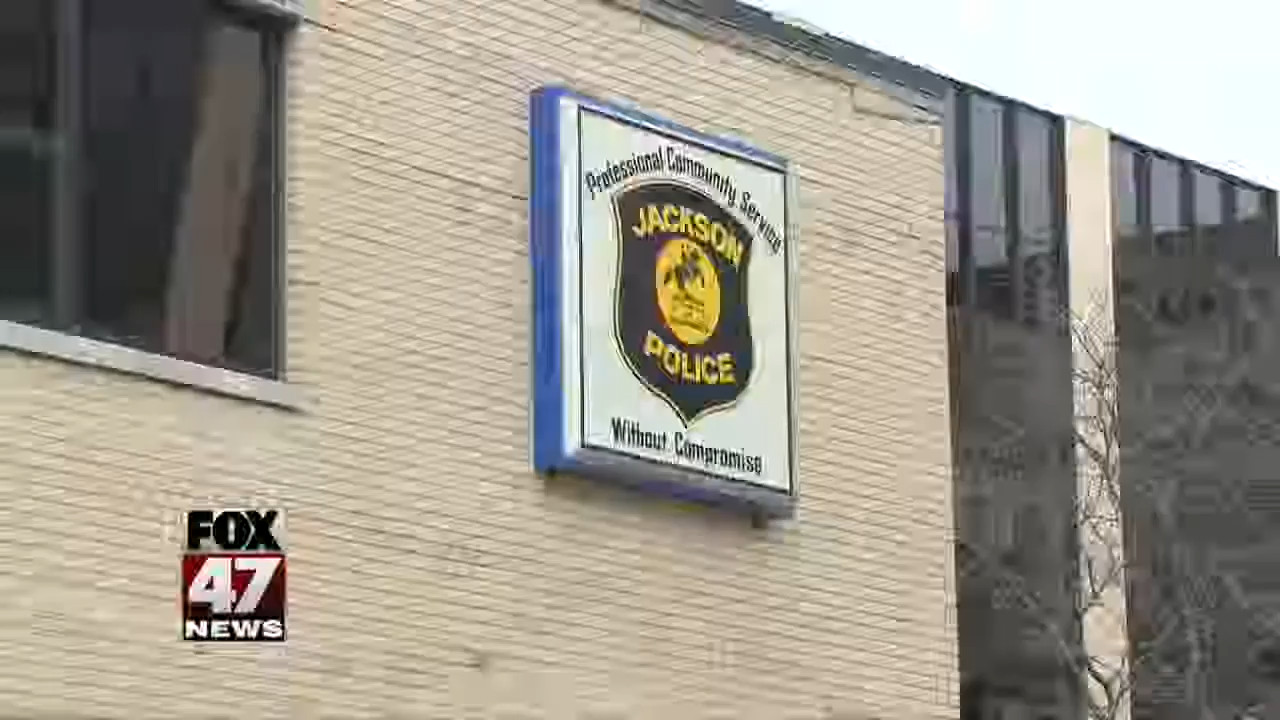 Professional Community Service
JACKSON
POLICE
Without Compromise
FOX
47
NEWS